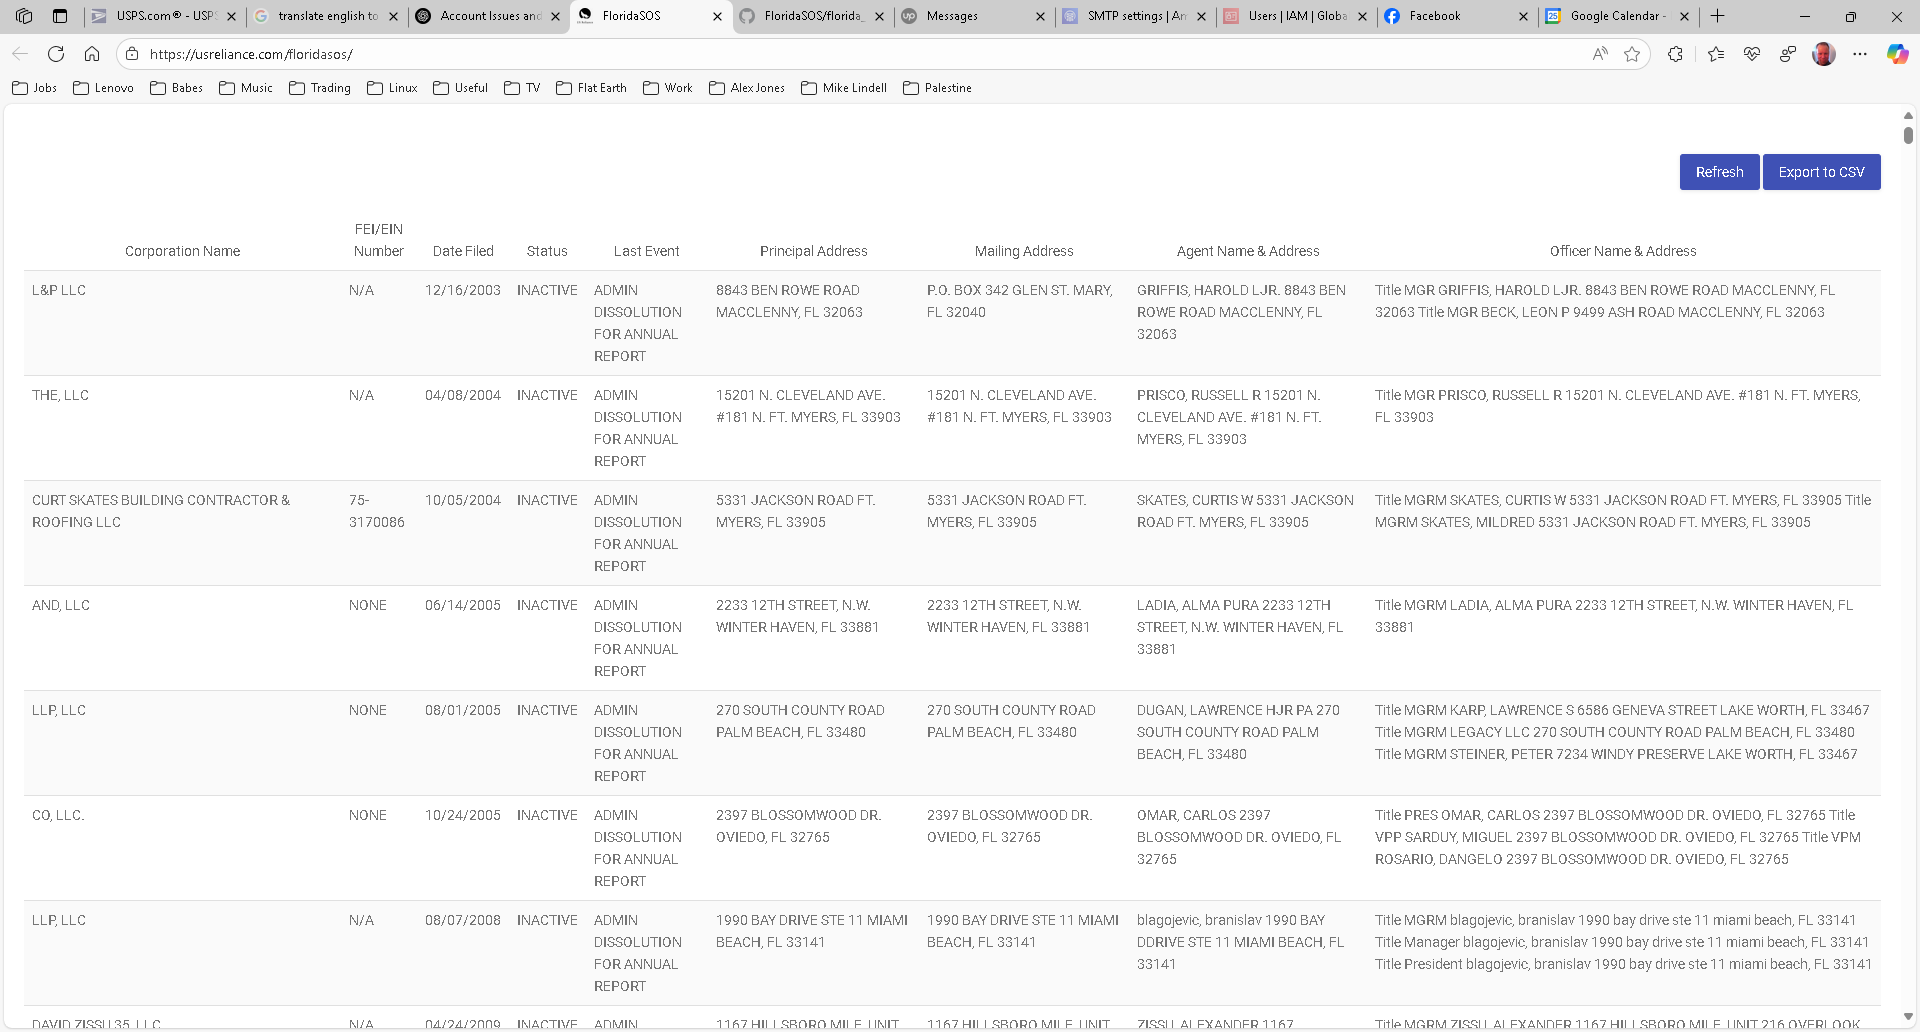 USPS.com® - USPS
translate english to
Account Issues and
FloridaSOS
FloridaSOS/florida_
Messages
SMTP settings | Am
Users | IAM | Globa
Facebook
Google Calendar -
https://usreliance.com/floridasos/
Jobs
Lenovo
Babes
Music
Trading
Linux
Useful
TV
Flat Earth
Work
Alex Jones
Mike Lindell
Palestine
Refresh
Export to CSV
Corporation Name
FEI/EIN
Number
Date Filed
Status
Last Event
Principal Address
Mailing Address
Agent Name & Address
Officer Name & Address
L&P LLC
N/A
12/16/2003
INACTIVE
ADMIN
DISSOLUTION
FOR ANNUAL
REPORT
8843 BEN ROWE ROAD
MACCLENNY, FL 32063
P.O. BOX 342 GLEN ST. MARY,
FL 32040
GRIFFIS, HAROLD LJR. 8843 BEN
ROWE ROAD MACCLENNY, FL
32063
Title MGR GRIFFIS, HAROLD LJR. 8843 BEN ROWE ROAD MACCLENNY, FL
32063 Title MGR BECK, LEON P 9499 ASH ROAD MACCLENNY, FL 32063
THE, LLC
N/A
04/08/2004
INACTIVE
ADMIN
DISSOLUTION
FOR ANNUAL
REPORT
15201 N. CLEVELAND AVE.
#181 N. FT. MYERS, FL 33903
15201 N. CLEVELAND AVE.
#181 N. FT. MYERS, FL 33903
PRISCO, RUSSELL R 15201 N.
CLEVELAND AVE. #181 N. FT.
MYERS, FL 33903
Title MGR PRISCO, RUSSELL R 15201 N. CLEVELAND AVE. #181 N. FT. MYERS,
FL 33903
CURT SKATES BUILDING CONTRACTOR &
ROOFING LLC
75-
3170086
10/05/2004
INACTIVE
ADMIN
DISSOLUTION
FOR ANNUAL
REPORT
5331 JACKSON ROAD FT.
MYERS, FL 33905
5331 JACKSON ROAD FT.
MYERS, FL 33905
SKATES, CURTIS W 5331 JACKSON
ROAD FT. MYERS, FL 33905
Title MGRM SKATES, CURTIS W 5331 JACKSON ROAD FT. MYERS, FL 33905 Title
MGRM SKATES, MILDRED 5331 JACKSON ROAD FT. MYERS, FL 33905
AND, LLC
NONE
06/14/2005
INACTIVE
ADMIN
DISSOLUTION
FOR ANNUAL
REPORT
2233 12TH STREET, N.W.
WINTER HAVEN, FL 33881
2233 12TH STREET, N.W.
WINTER HAVEN, FL 33881
LADIA, ALMA PURA 2233 12TH
STREET, N.W. WINTER HAVEN, FL
33881
Title MGRM LADIA, ALMA PURA 2233 12TH STREET, N.W. WINTER HAVEN, FL
33881
LLP, LLC
NONE
08/01/2005
INACTIVE
ADMIN
DISSOLUTION
FOR ANNUAL
REPORT
270 SOUTH COUNTY ROAD
PALM BEACH, FL 33480
270 SOUTH COUNTY ROAD
PALM BEACH, FL 33480
DUGAN, LAWRENCE HJR PA 270
SOUTH COUNTY ROAD PALM
BEACH, FL 33480
Title MGRM KARP, LAWRENCE S 6586 GENEVA STREET LAKE WORTH, FL 33467
Title MGRM LEGACY LLC 270 SOUTH COUNTY ROAD PALM BEACH, FL 33480
Title MGRM STEINER, PETER 7234 WINDY PRESERVE LAKE WORTH, FL 33467
CO, LLC.
NONE
10/24/2005
INACTIVE
ADMIN
DISSOLUTION
FOR ANNUAL
REPORT
2397 BLOSSOMWOOD DR.
OVIEDO, FL 32765
2397 BLOSSOMWOOD DR.
OVIEDO, FL 32765
OMAR, CARLOS 2397
BLOSSOMWOOD DR. OVIEDO, FL
32765
Title PRES OMAR, CARLOS 2397 BLOSSOMWOOD DR. OVIEDO, FL 32765 Title
VPP SARDUY, MIGUEL 2397 BLOSSOMWOOD DR. OVIEDO, FL 32765 Title VPM
ROSARIO, DANGELO 2397 BLOSSOMWOOD DR. OVIEDO, FL 32765
LLP, LLC
N/A
08/07/2008
INACTIVE
ADMIN
DISSOLUTION
FOR ANNUAL
REPORT
1990 BAY DRIVE STE 11 MIAMI
BEACH, FL 33141
1990 BAY DRIVE STE 11 MIAMI
BEACH, FL 33141
blagojevic, branislav 1990 BAY
DDRIVE STE 11 MIAMI BEACH, FL
33141
Title MGRM blagojevic, branislav 1990 bay drive ste 11 miami beach, FL 33141
Title Manager blagojevic, branislav 1990 bay drive ste 11 miami beach, FL 33141
Title President blagojevic, branislav 1990 bay drive ste 11 miami beach, FL 33141
DAVID ZISSU 35, LLC
N/A
04/24/2009
INACTIVE
ADMIN
1167 HILLSBORO MILE, UNIT
1167 HILLSBORO MILE, UNIT
ZISSU, ALEXANDER 1167
Title MGRM ZISSU, ALEXANDER 1167 HILLSBORO MILE, UNIT 216 OVERLOOK